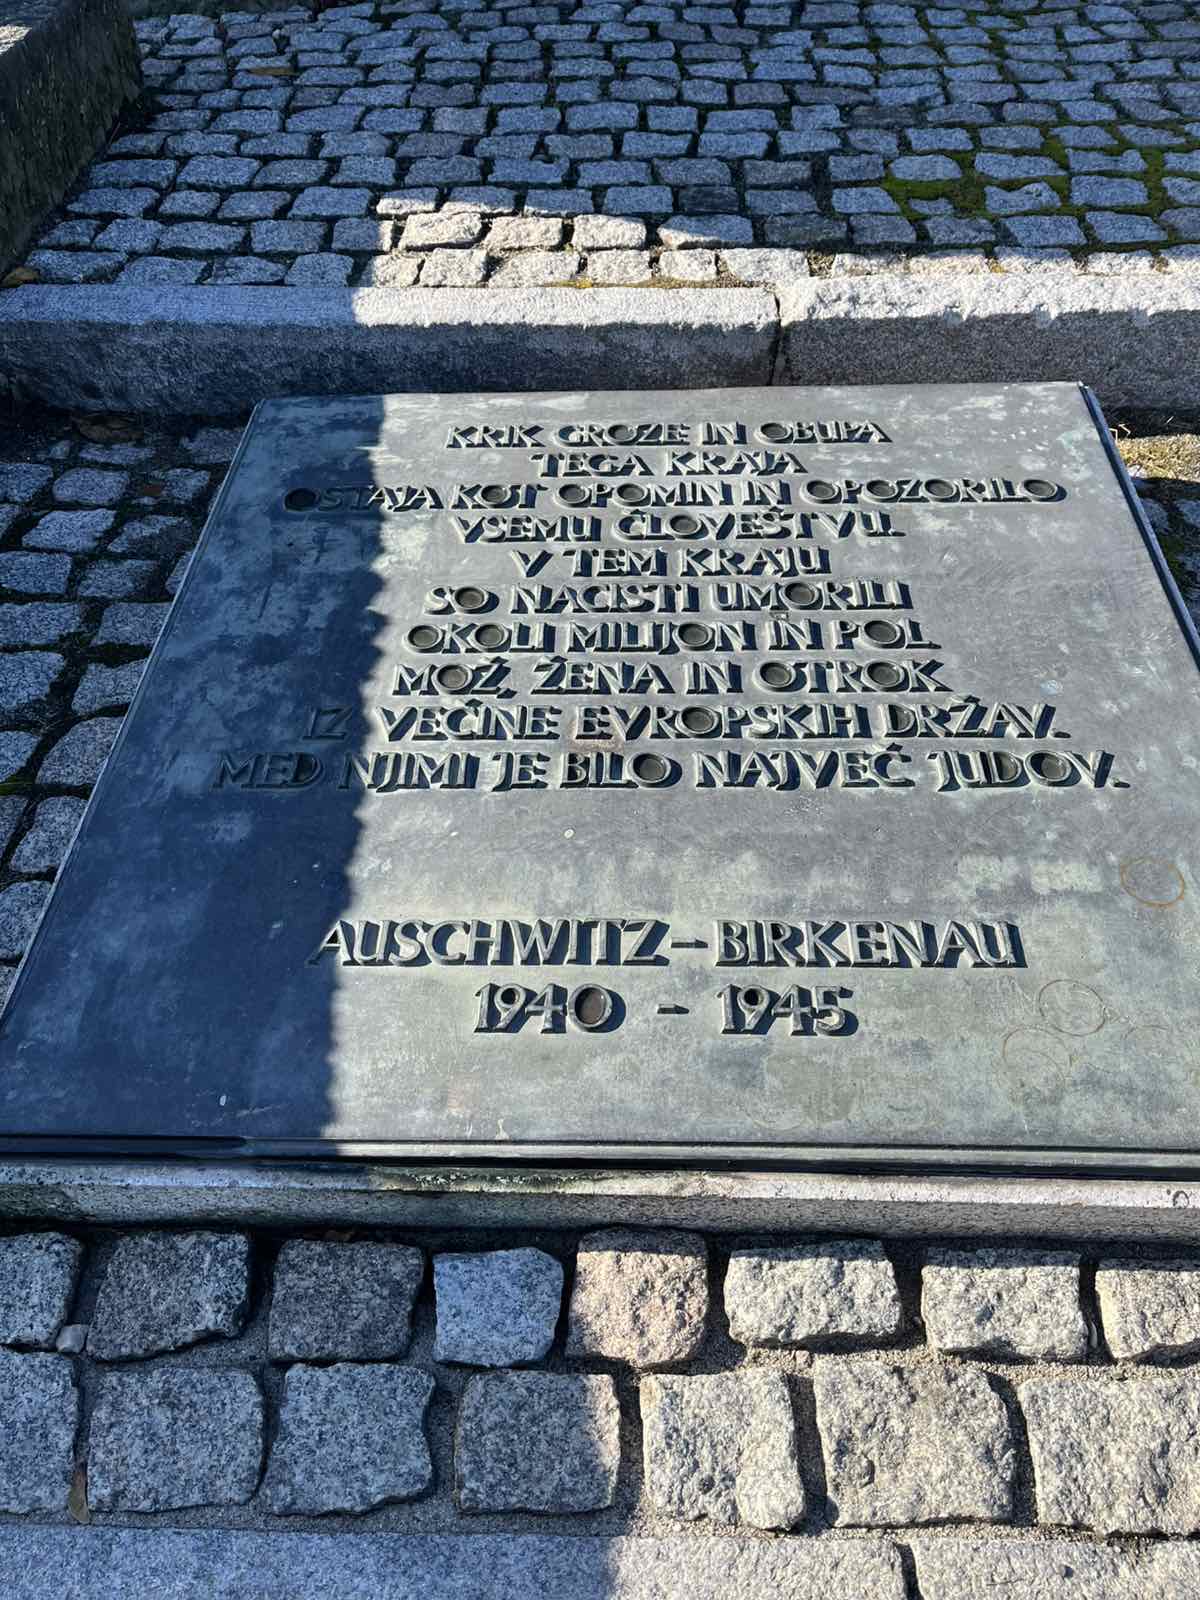 KRIK GROZE IN OBUPA
TEGA KRAJA
OSTAJA KOT OPOMIN IN OPOZORILO
VSEMU ČLOVEŠTVU.
V TEM KRAJU
SO NACISTI UMORILI
OKOLI MILIJON IN POL
MOŽ, ŽENA IN OTROK
IZ VEČINE EVROPSKIH DRŽAV.
MED NJIMI JE BILO NAJVEČ JUDOV.
AUSCHWITZ-BIRKENAU
1940 - 1945